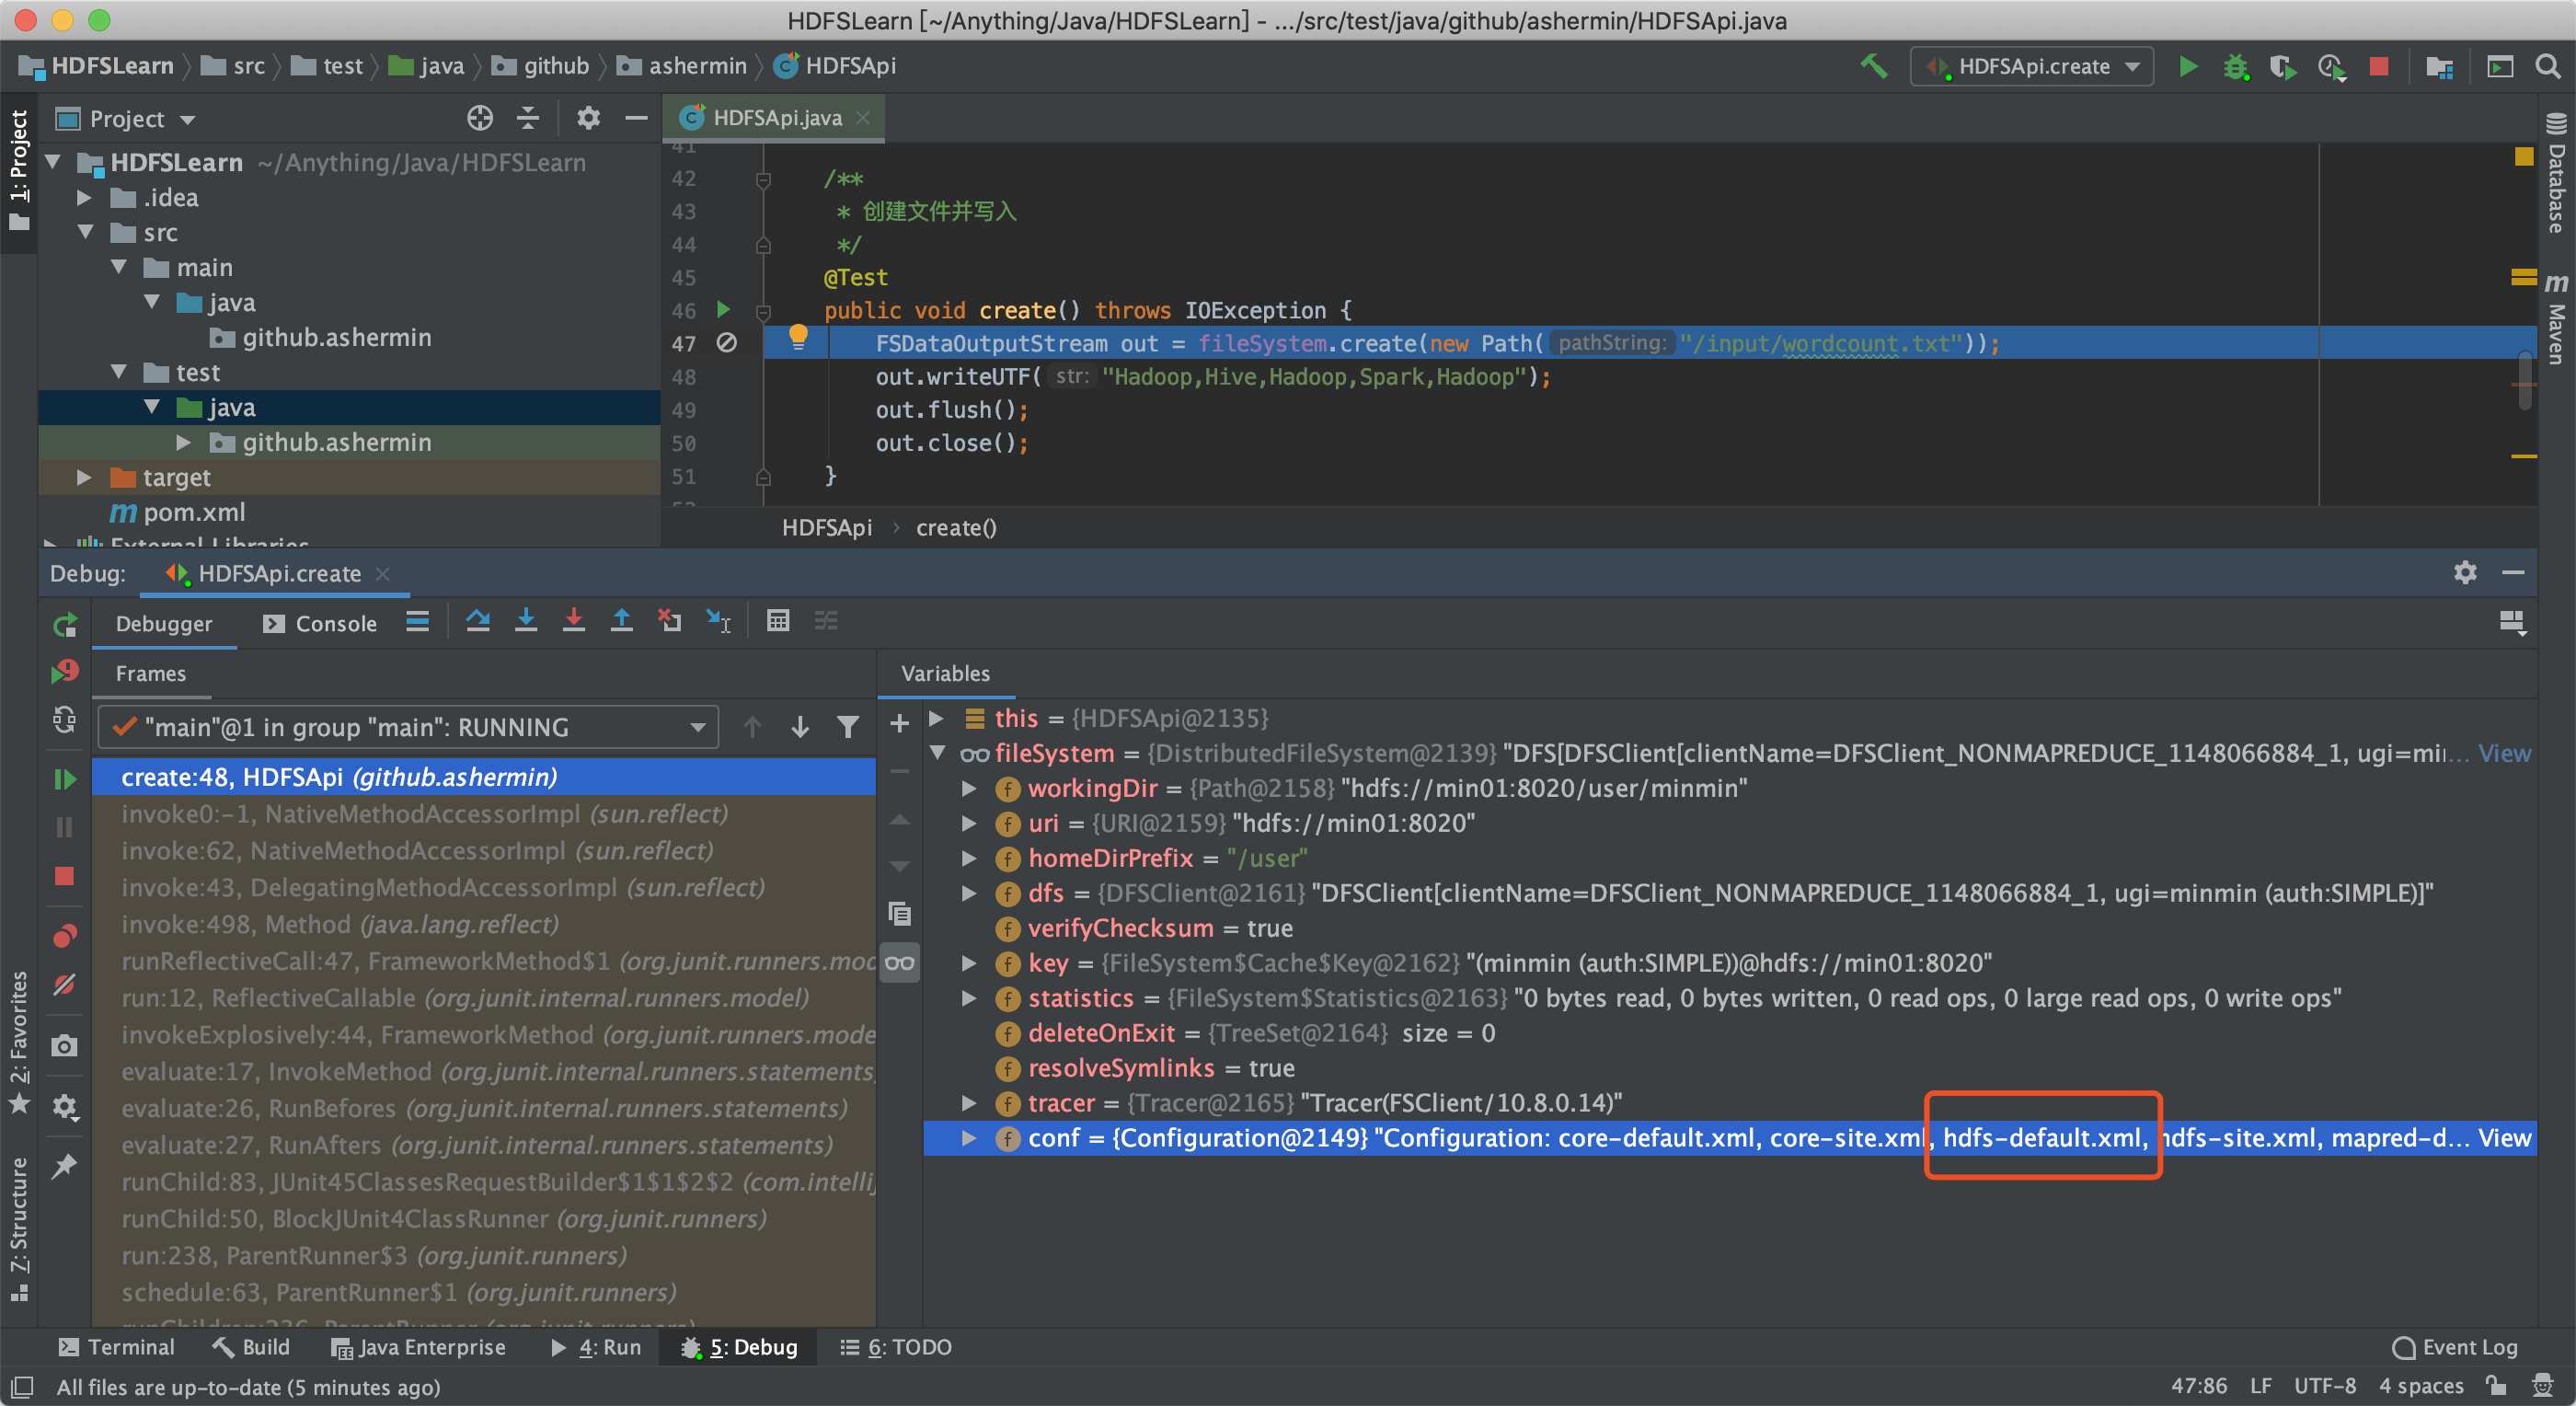 HDFSLearn [~/Anything/Java/HDFSLearn] - .../src/test/java/github/ashermin/HDFSApi.java
HDFSLearn src test java github ashermin HDFSApi
HDFSApi.create
1: Project
Project
HDFSLearn ~/Anything/Java/HDFSLearn
.idea
src
main
java
github.ashermin
test
java
github.ashermin
target
pom.xml
External Libraries
HDFSApi.java
41
42 /**
43 * 创建文件并写入
44 */
45 @Test
46 public void create() throws IOException {
47 FSDataOutputStream out = fileSystem.create(new Path( pathString: "/input/wordcount.txt"));
48 out.writeUTF( str: "Hadoop,Hive,Hadoop,Spark,Hadoop");
49 out.flush();
50 out.close();
51 }
52
HDFSApi › create()
Database
Maven
Debug: HDFSApi.create
Debugger Console
Frames
"main"@1 in group "main": RUNNING
create:48, HDFSApi (github.ashermin)
invoke0:-1, NativeMethodAccessorImpl (sun.reflect)
invoke:62, NativeMethodAccessorImpl (sun.reflect)
invoke:43, DelegatingMethodAccessorImpl (sun.reflect)
invoke:498, Method (java.lang.reflect)
runReflectiveCall:47, FrameworkMethod$1 (org.junit.runners.mod
run:12, ReflectiveCallable (org.junit.internal.runners.model)
invokeExplosively:44, FrameworkMethod (org.junit.runners.mode
evaluate:17, InvokeMethod (org.junit.internal.runners.statements)
evaluate:26, RunBefores (org.junit.internal.runners.statements)
evaluate:27, RunAfters (org.junit.internal.runners.statements)
runChild:83, JUnit45ClassesRequestBuilder$1$1$2$2 (com.intellij
runChild:50, BlockJUnit4ClassRunner (org.junit.runners)
run:238, ParentRunner$3 (org.junit.runners)
schedule:63, ParentRunner$1 (org.junit.runners)
runChildren:236, ParentRunner (org.junit.runners)
Variables
this = {HDFSApi@2135}
fileSystem = {DistributedFileSystem@2139} "DFS[DFSClient[clientName=DFSClient_NONMAPREDUCE_1148066884_1, ugi=mi... View
workingDir = {Path@2158} "hdfs://min01:8020/user/minmin"
uri = {URI@2159} "hdfs://min01:8020"
homeDirPrefix = "/user"
dfs = {DFSClient@2161} "DFSClient[clientName=DFSClient_NONMAPREDUCE_1148066884_1, ugi=minmin (auth:SIMPLE)]"
verifyChecksum = true
key = {FileSystem$Cache$Key@2162} "(minmin (auth:SIMPLE))@hdfs://min01:8020"
statistics = {FileSystem$Statistics@2163} "0 bytes read, 0 bytes written, 0 read ops, 0 large read ops, 0 write ops"
deleteOnExit = {TreeSet@2164} size = 0
resolveSymlinks = true
tracer = {Tracer@2165} "Tracer(FSClient/10.8.0.14)"
conf = {Configuration@2149} "Configuration: core-default.xml, core-site.xml, hdfs-default.xml, hdfs-site.xml, mapred-d... View
2: Favorites
7: Structure
Terminal Build Java Enterprise 4: Run 5: Debug 6: TODO Event Log
All files are up-to-date (5 minutes ago) 47:86 LF UTF-8 4 spaces